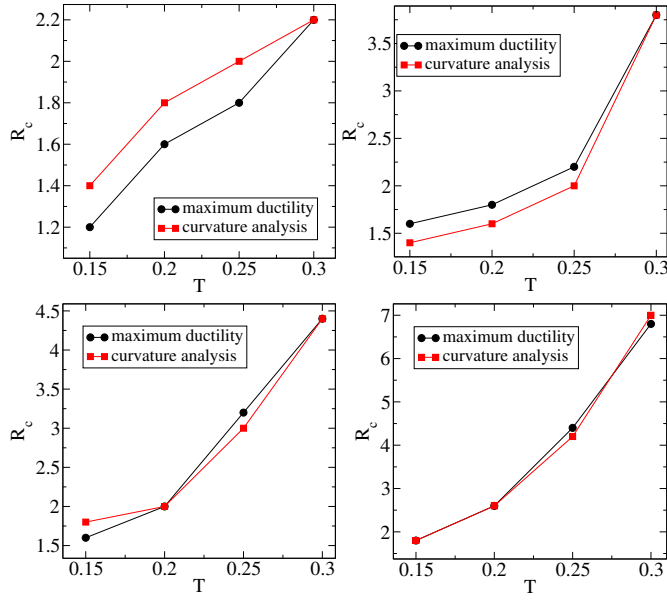 2.2
2
1.8
1.6
1.4
1.2
R_c
maximum ductility
curvature analysis
0.15 0.2 0.25 0.3
T
3.5
3
2.5
2
1.5
R_c
maximum ductility
curvature analysis
0.15 0.2 0.25 0.3
T
4.5
4
3.5
3
2.5
2
1.5
R_c
maximum ductility
curvature analysis
0.15 0.2 0.25 0.3
T
7
6
5
4
3
2
R_c
maximum ductility
curvature analysis
0.15 0.2 0.25 0.3
T